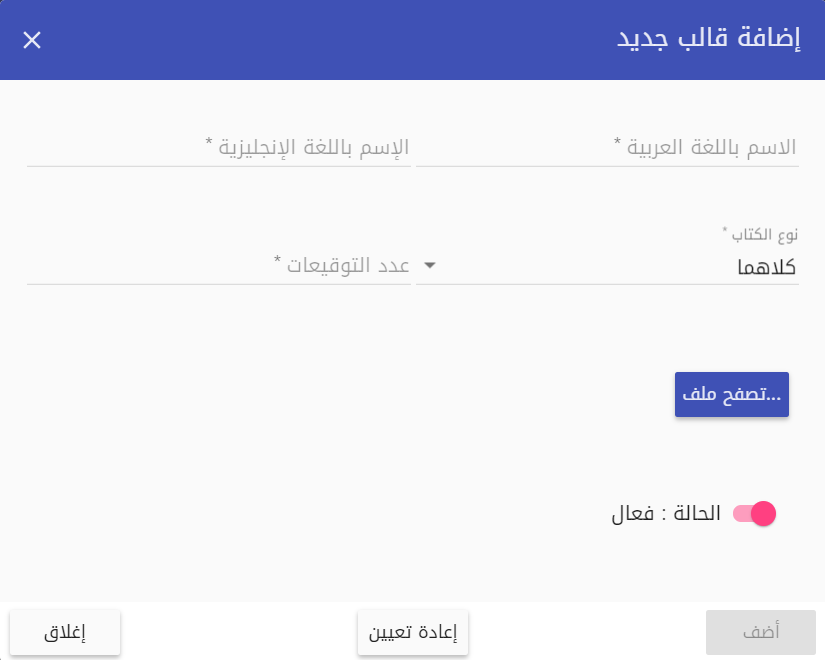 إضافة قالب جديد
الاسم باللغة العربية *
الإسم باللغة الإنجليزية *
نوع الكتاب *
كلاهما
عدد التوقيعات *
...تصفح ملف
الحالة : فعال
أضف
إعادة تعيين
إغلاق